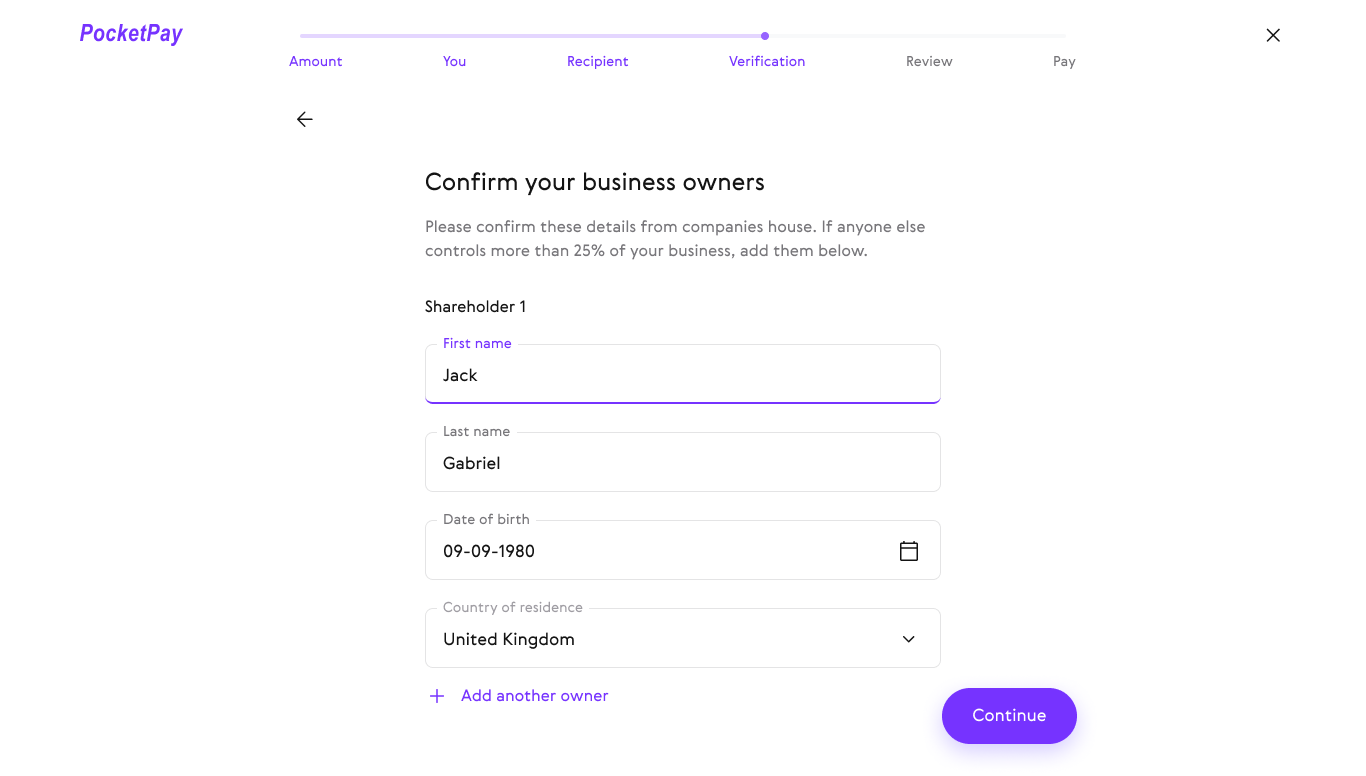 PocketPay
Amount
You
Recipient
Verification
Review
Pay
Confirm your business owners
Please confirm these details from companies house. If anyone else
controls more than 25% of your business, add them below.
Shareholder 1
First name
Jack
Last name
Gabriel
Date of birth
09-09-1980
Country of residence
United Kingdom
Add another owner
Continue